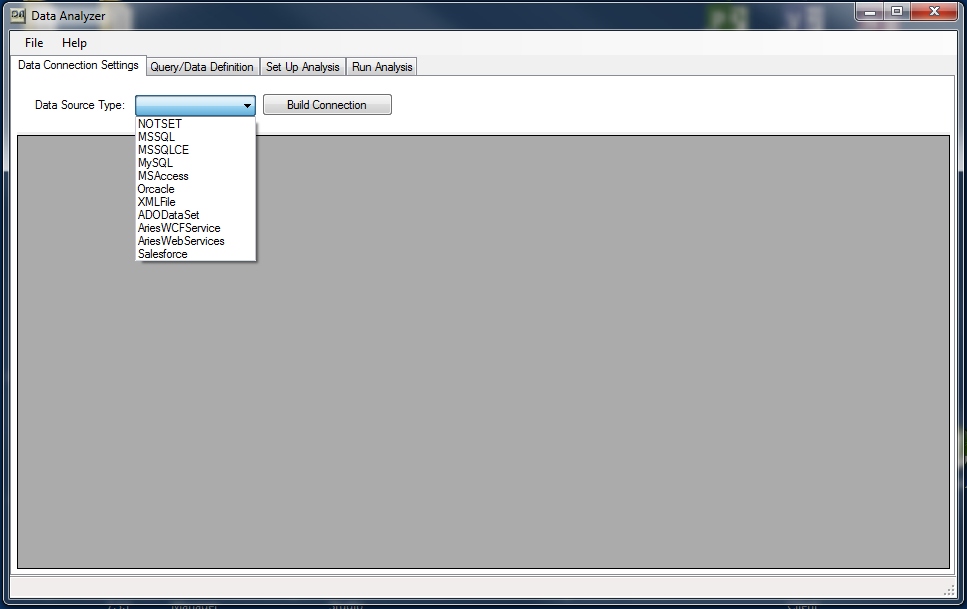 Data Analyzer
File Help
Data Connection Settings Query/Data Definition Set Up Analysis Run Analysis
Data Source Type: Build Connection
NOTSET
MSSQL
MSSQLCE
MySQL
MSAccess
Orcacle
XMLFile
ADODataSet
AriesWCFService
AriesWebServices
Salesforce